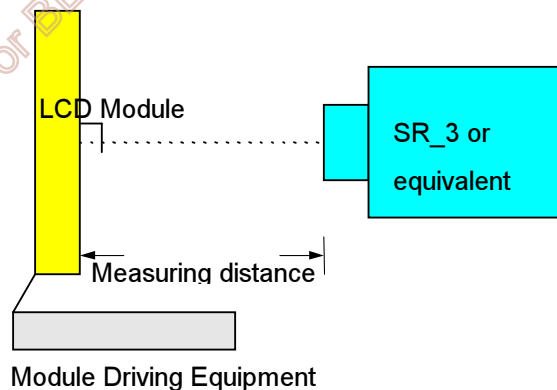 LCD Module
SR_3 or
equivalent
Measuring distance
Module Driving Equipment